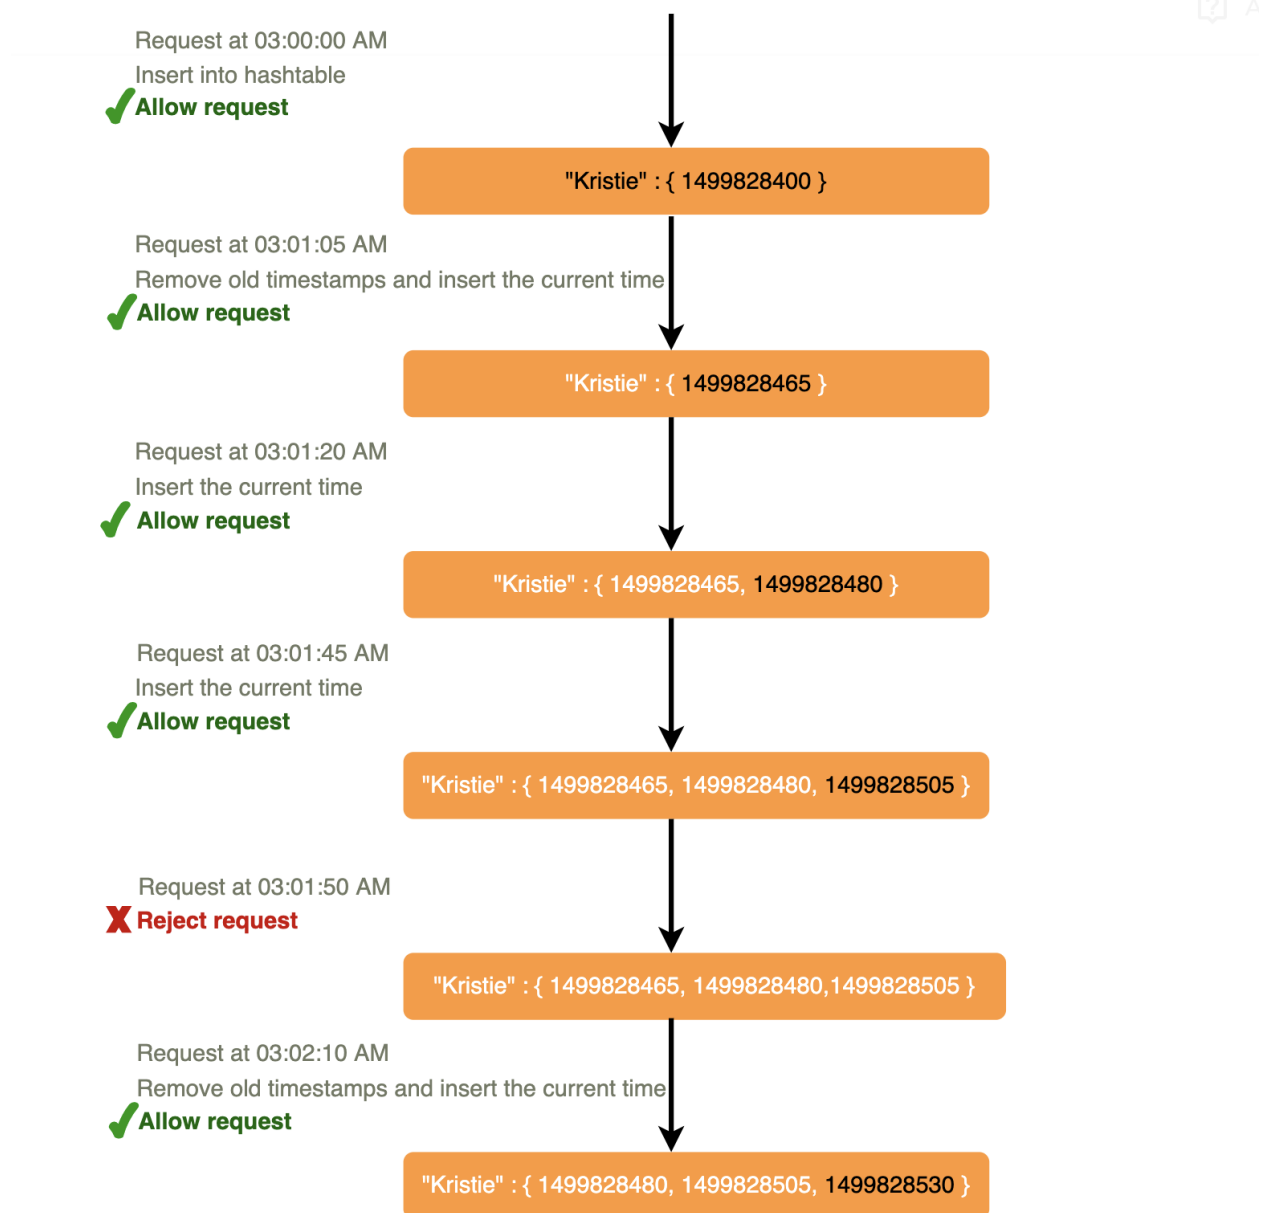 Request at 03:00:00 AM
Insert into hashtable
Allow request
"Kristie" : { 1499828400 }
Request at 03:01:05 AM
Remove old timestamps and insert the current time
Allow request
"Kristie" : { 1499828465 }
Request at 03:01:20 AM
Insert the current time
Allow request
"Kristie" : { 1499828465, 1499828480 }
Request at 03:01:45 AM
Insert the current time
Allow request
"Kristie" : { 1499828465, 1499828480, 1499828505 }
Request at 03:01:50 AM
X Reject request
"Kristie" : { 1499828465, 1499828480,1499828505 }
Request at 03:02:10 AM
Remove old timestamps and insert the current time
Allow request
"Kristie" : { 1499828480, 1499828505, 1499828530 }